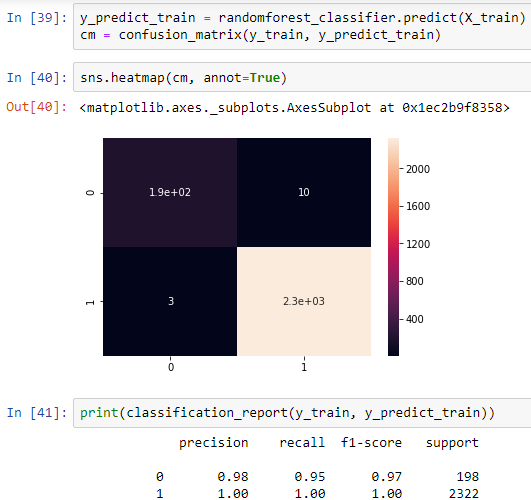 In [39]: y_predict_train = randomforest_classifier.predict(X_train)
cm = confusion_matrix(y_train, y_predict_train)
In [40]: sns.heatmap(cm, annot=True)
Out[40]: <matplotlib.axes._subplots.AxesSubplot at 0x1ec2b9f8358>
0 1.9e+02 10
1 3 2.3e+03
0 1
2000
1600
1200
800
400
In [41]: print(classification_report(y_train, y_predict_train))
precision recall f1-score support
0 0.98 0.95 0.97 198
1 1.00 1.00 1.00 2322